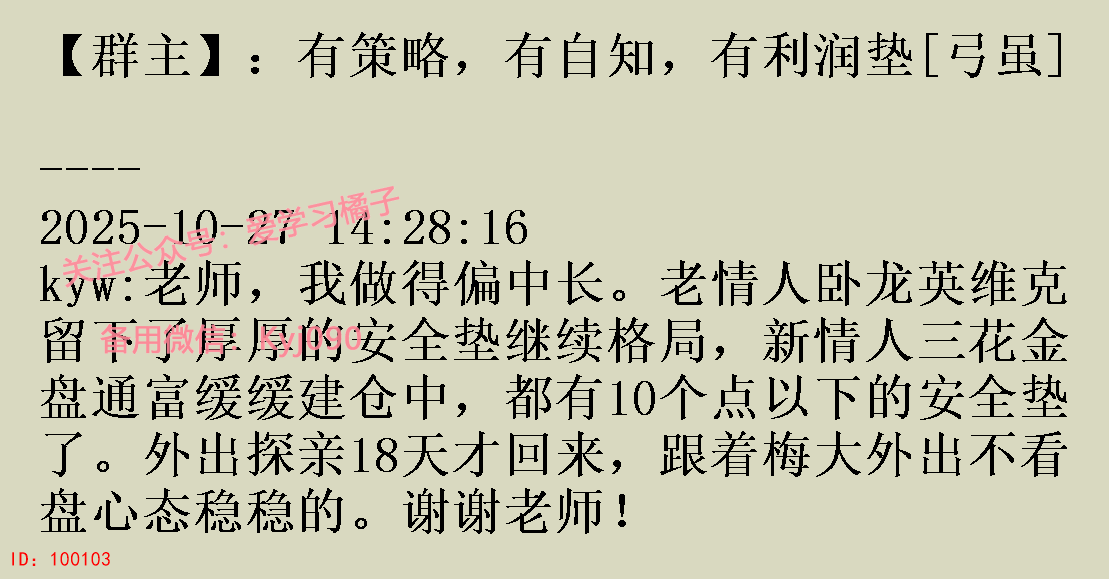 【群主】：有策略，有自知，有利润垫[弓虽]
----
2025-10-27 14:28:16
kyw:老师，我做得偏中长。老情人卧龙英维克
留下了厚厚的安全垫继续格局，新情人三花金
盘通富缓缓建仓中，都有10个点以下的安全垫
了。外出探亲18天才回来，跟着梅大外出不看
盘心态稳稳的。谢谢老师！
关注公众号：爱学习橘子
备用微信：Kyj090
ID：100103